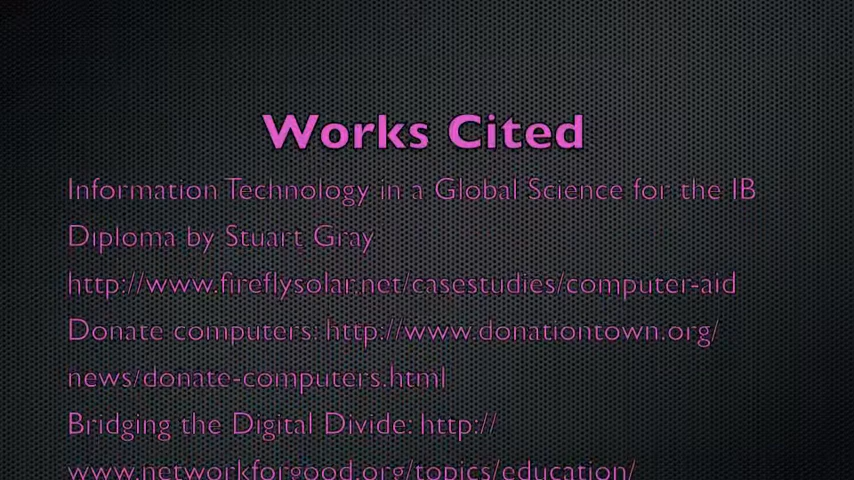 Works Cited
Information Technology in a Global Science for the IB
Diploma by Stuart Gray
http://www.fireflysolar.net/casestudies/computer-aid
Donate computers: http://www.donationtown.org/
news/donate-computers.html
Bridging the Digital Divide: http://
www.networkforgood.org/topics/education/